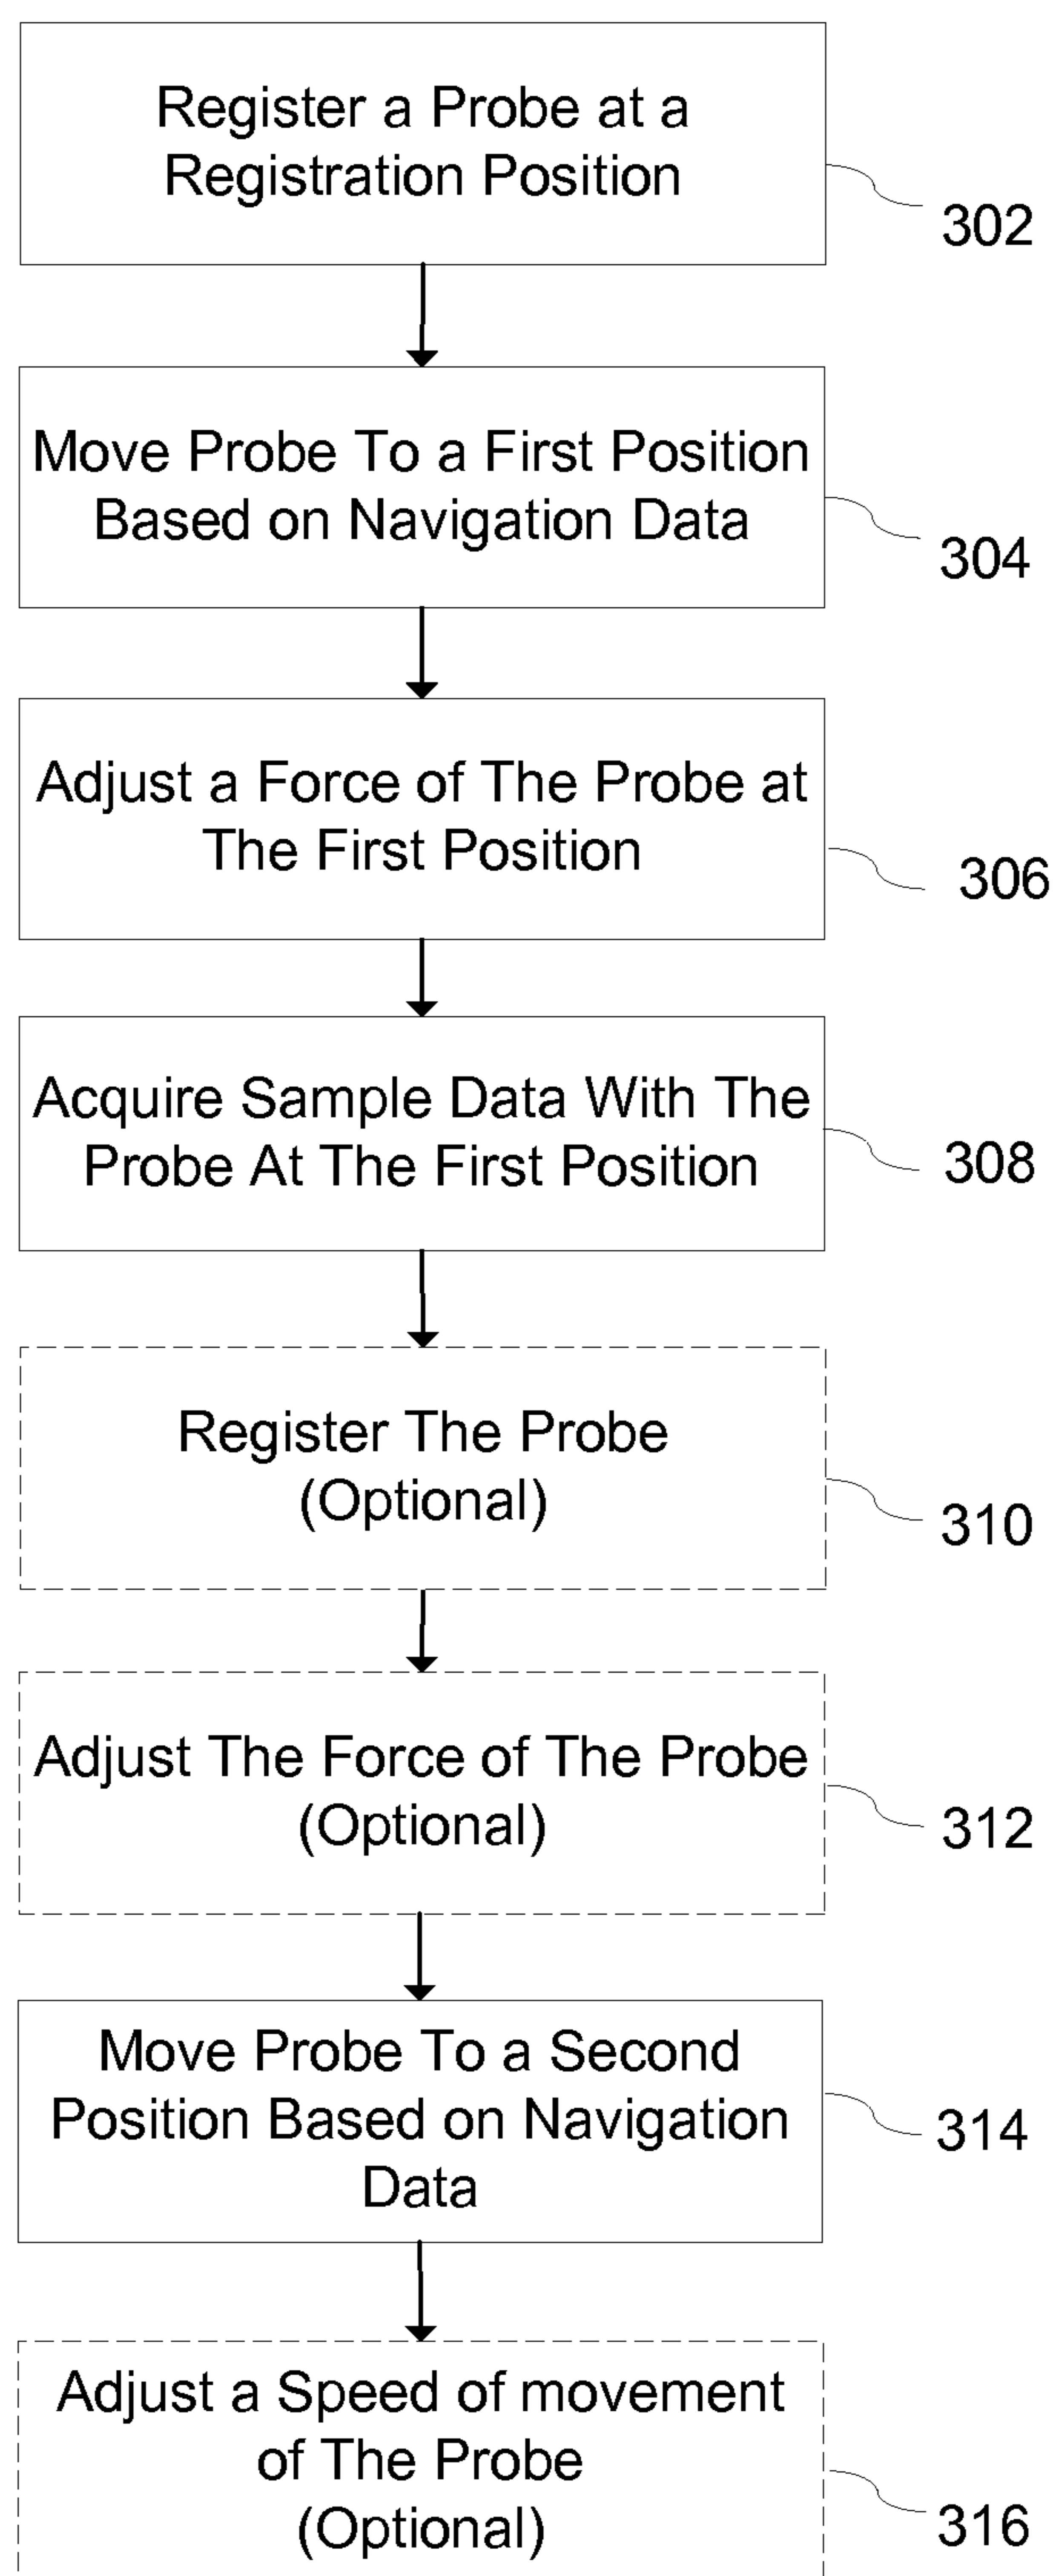 Register a Probe at a
Registration Position
302
Move Probe To a First Position
Based on Navigation Data
304
Adjust a Force of The Probe at
The First Position
306
Acquire Sample Data With The
Probe At The First Position
308
Register The Probe
(Optional)
310
Adjust The Force of The Probe
(Optional)
312
Move Probe To a Second
Position Based on Navigation
Data
314
Adjust a Speed of movement
of The Probe
(Optional)
316